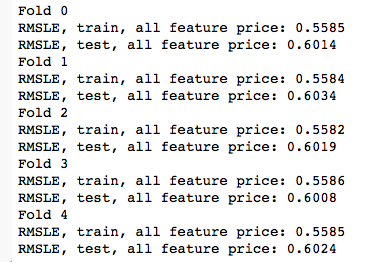 Fold 0
RMSLE, train, all feature price: 0.5585
RMSLE, test, all feature price: 0.6014
Fold 1
RMSLE, train, all feature price: 0.5584
RMSLE, test, all feature price: 0.6034
Fold 2
RMSLE, train, all feature price: 0.5582
RMSLE, test, all feature price: 0.6019
Fold 3
RMSLE, train, all feature price: 0.5586
RMSLE, test, all feature price: 0.6008
Fold 4
RMSLE, train, all feature price: 0.5585
RMSLE, test, all feature price: 0.6024